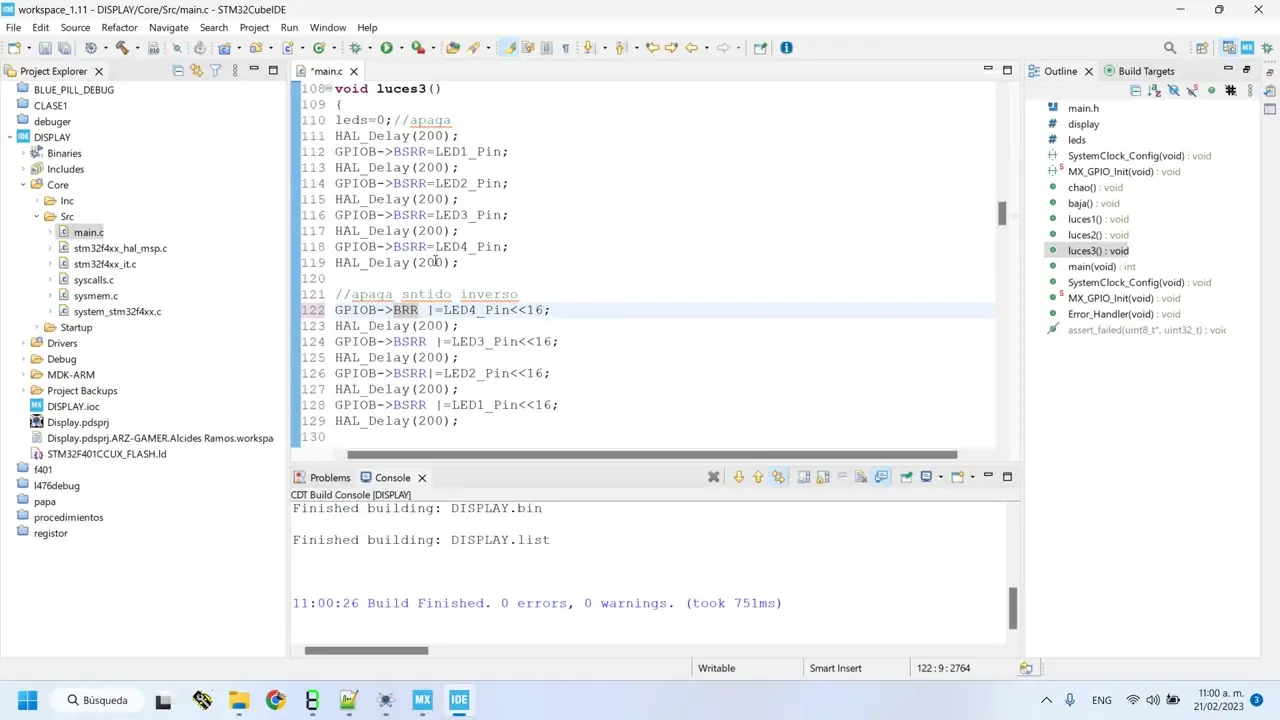 workspace_1.11 - DISPLAY/Core/Src/main.c - STM32CubeIDE
File Edit Source Refactor Navigate Search Project Run Window Help
Project Explorer
BLUE_PILL_DEBUG
CLASE1
debuger
DISPLAY
Binaries
Includes
Core
Inc
Src
main.c
stm32f4xx_hal_msp.c
stm32f4xx_it.c
syscalls.c
sysmem.c
system_stm32f4xx.c
Startup
Drivers
Debug
MDK-ARM
Project Backups
DISPLAY.ioc
Display.pdsprj
Display.pdsprj.ARZ-GAMER.Alcides Ramos.workspa
STM32F401CCUX_FLASH.ld
f401
l476debug
papa
procedimientos
registor
*main.c
108 void luces3()
109 {
110 leds=0;//apaga
111 HAL_Delay(200);
112 GPIOB->BSRR=LED1_Pin;
113 HAL_Delay(200);
114 GPIOB->BSRR=LED2_Pin;
115 HAL_Delay(200);
116 GPIOB->BSRR=LED3_Pin;
117 HAL_Delay(200);
118 GPIOB->BSRR=LED4_Pin;
119 HAL_Delay(200);
120
121 //apaga sntido inverso
122 GPIOB->BRR |=LED4_Pin<<16;
123 HAL_Delay(200);
124 GPIOB->BSRR |=LED3_Pin<<16;
125 HAL_Delay(200);
126 GPIOB->BSRR|=LED2_Pin<<16;
127 HAL_Delay(200);
128 GPIOB->BSRR |=LED1_Pin<<16;
129 HAL_Delay(200);
130
Problems Console
CDT Build Console [DISPLAY]
Finished building: DISPLAY.bin
Finished building: DISPLAY.list
11:00:26 Build Finished. 0 errors, 0 warnings. (took 751ms)
Outline Build Targets
main.h
display
leds
SystemClock_Config(void) : void
MX_GPIO_Init(void) : void
chao() : void
baja() : void
luces1() : void
luces2() : void
luces3() : void
main(void) : int
SystemClock_Config(void) : void
MX_GPIO_Init(void) : void
Error_Handler(void) : void
assert_failed(uint8_t*, uint32_t) : voic
Writable Smart Insert 122 : 9 : 2764
Búsqueda
MX
IDE
ENG
11:00 a. m.
21/02/2023
3